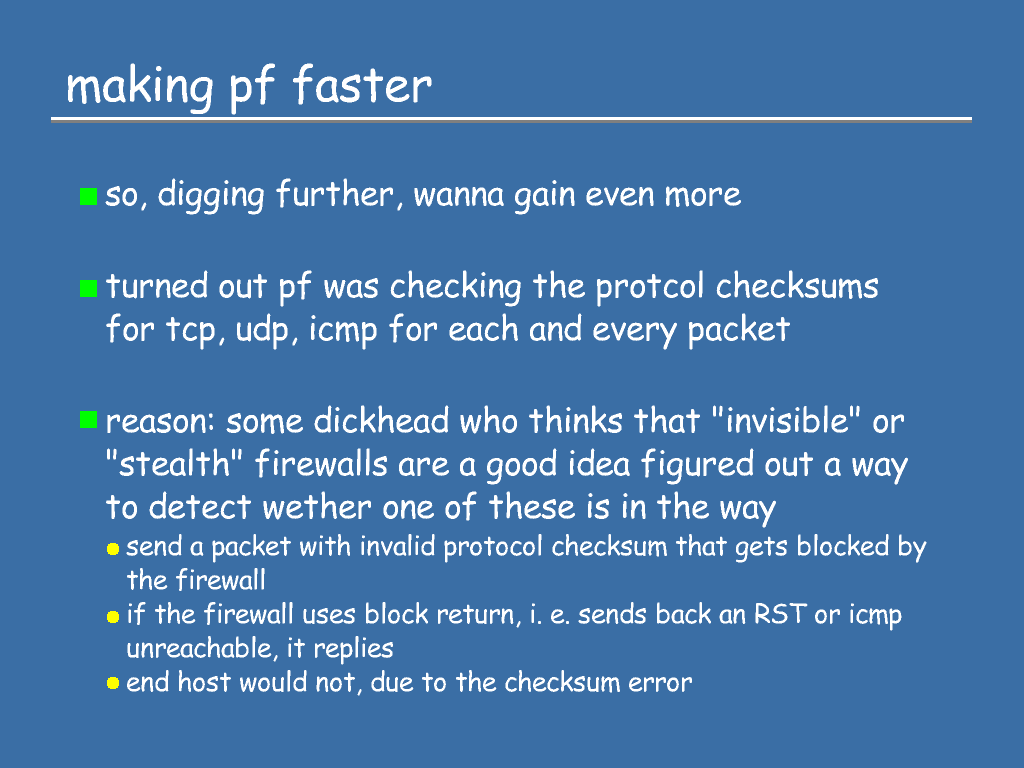 making pf faster
so, digging further, wanna gain even more
turned out pf was checking the protcol checksums
for tcp, udp, icmp for each and every packet
reason: some dickhead who thinks that "invisible" or
"stealth" firewalls are a good idea figured out a way
to detect wether one of these is in the way
send a packet with invalid protocol checksum that gets blocked by
the firewall
if the firewall uses block return, i. e. sends back an RST or icmp
unreachable, it replies
end host would not, due to the checksum error